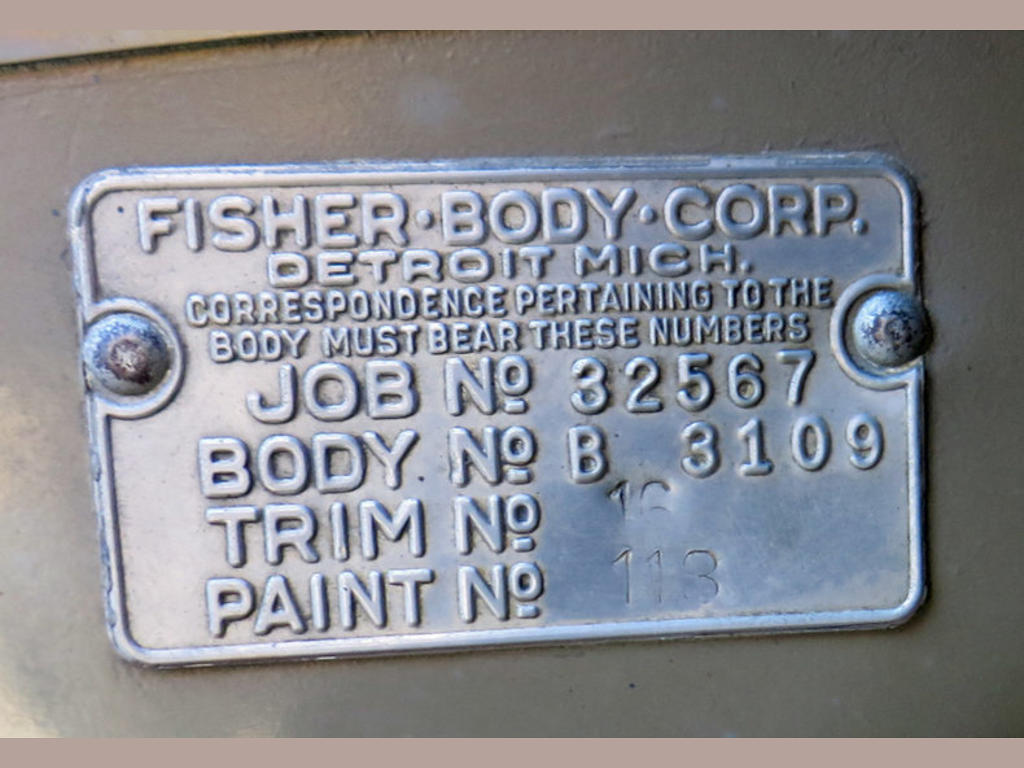 FISHER·BODY·CORP.
DETROIT MICH.
CORRESPONDENCE PERTAINING TO THE
BODY MUST BEAR THESE NUMBERS
JOB Nº 32567
BODY Nº B 3109
TRIM Nº 16
PAINT Nº 113